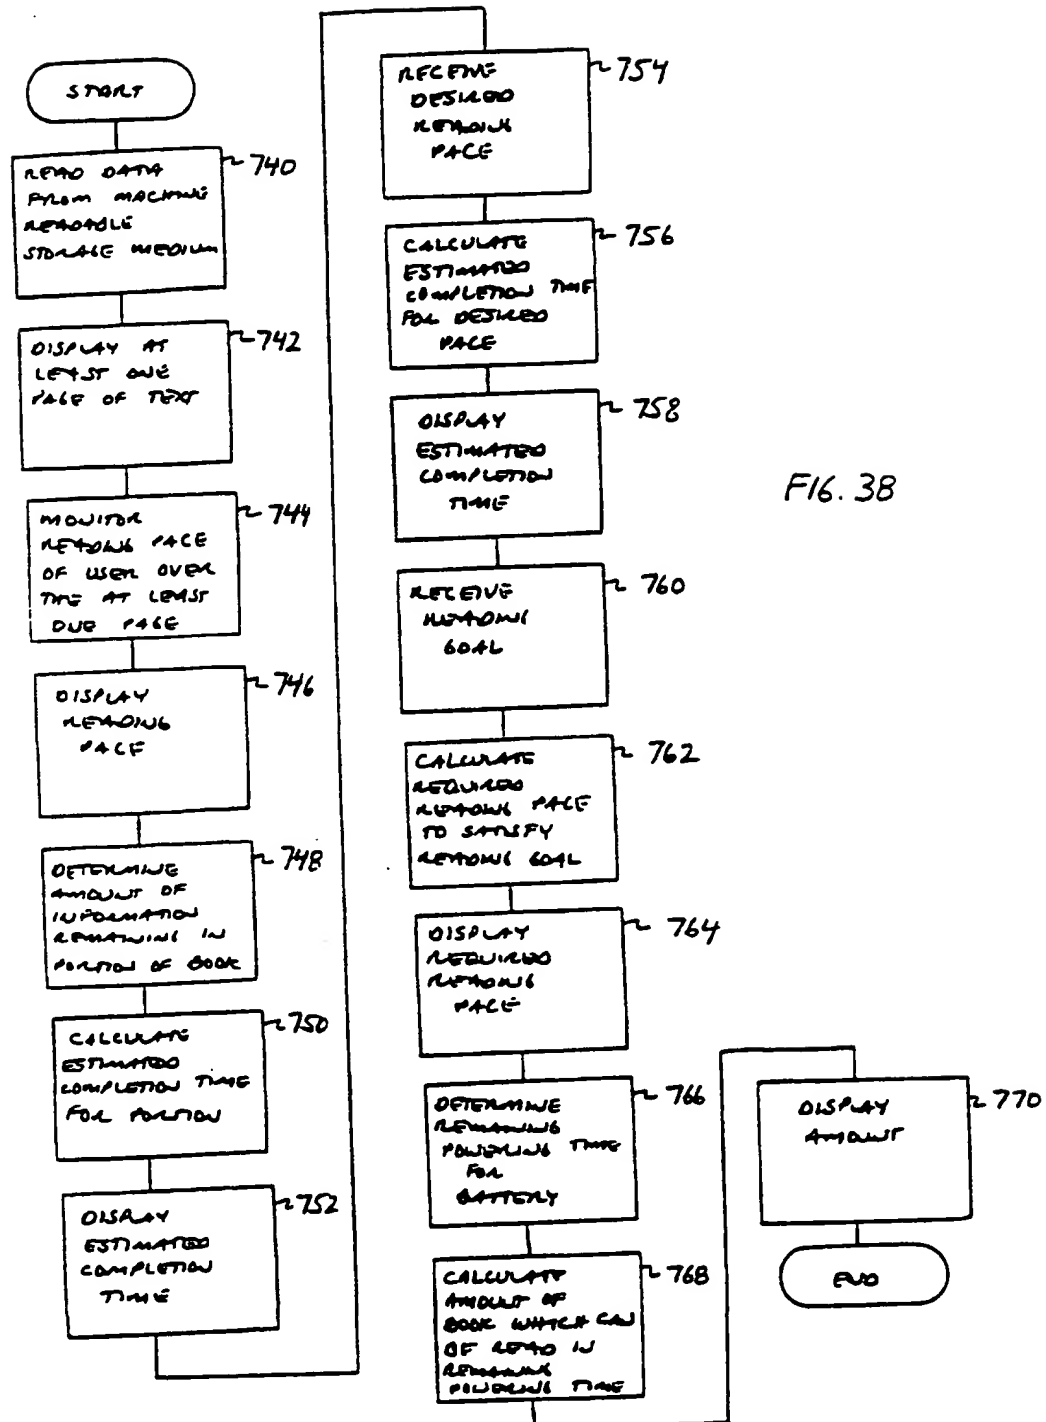 START
READ DATA
FROM MACHINE
READABLE
STORAGE MEDIUM
740
DISPLAY AT
LEAST ONE
PAGE OF TEXT
742
MONITOR
READING PACE
OF USER OVER
THE AT LEAST
ONE PAGE
744
DISPLAY
READING
PACE
746
DETERMINE
AMOUNT OF
INFORMATION
REMAINING IN
PORTION OF BOOK
748
CALCULATE
ESTIMATED
COMPLETION TIME
FOR PORTION
750
DISPLAY
ESTIMATED
COMPLETION
TIME
752
RECEIVE
DESIRED
READING
PACE
754
CALCULATE
ESTIMATED
COMPLETION TIME
FOR DESIRED
PACE
756
DISPLAY
ESTIMATED
COMPLETION
TIME
758
RECEIVE
READING
GOAL
760
CALCULATE
REQUIRED
READING PACE
TO SATISFY
READING GOAL
762
DISPLAY
REQUIRED
READING
PACE
764
DETERMINE
REMAINING
POWERING TIME
FOR
BATTERY
766
CALCULATE
AMOUNT OF
BOOK WHICH CAN
BE READ IN
REMAINING
POWERING TIME
768
DISPLAY
AMOUNT
770
END
FIG. 38